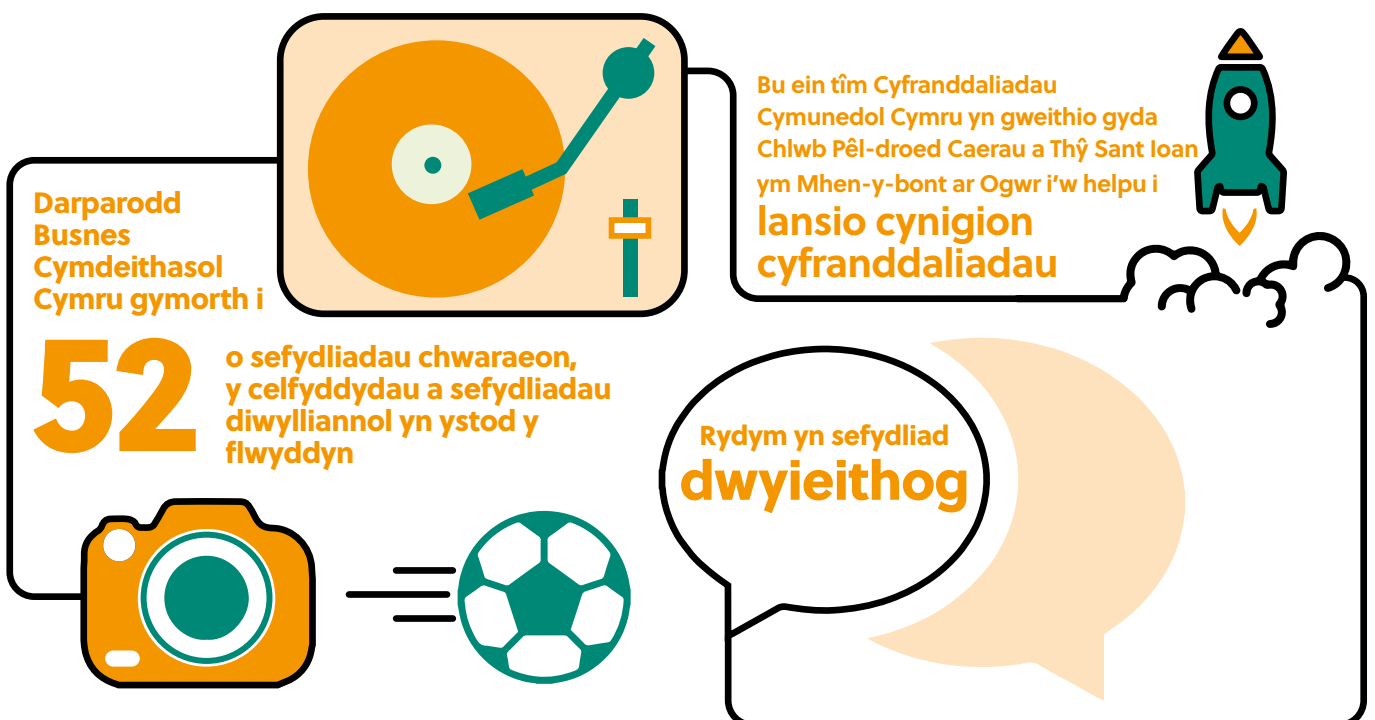 Darparodd
Busnes
Cymdeithasol
Cymru gymorth i
52
o sefydliadau chwaraeon,
y celfyddydau a sefydliadau
diwylliannol yn ystod y
flwyddyn
Bu ein tîm Cyfranddaliadau
Cymunedol Cymru yn gweithio gyda
Chlwb Pêl-droed Caerau a Thŷ Sant Ioan
ym Mhen-y-bont ar Ogwr i'w helpu i
lansio cynigion
cyfranddaliadau
Rydym yn sefydliad
dwyieithog